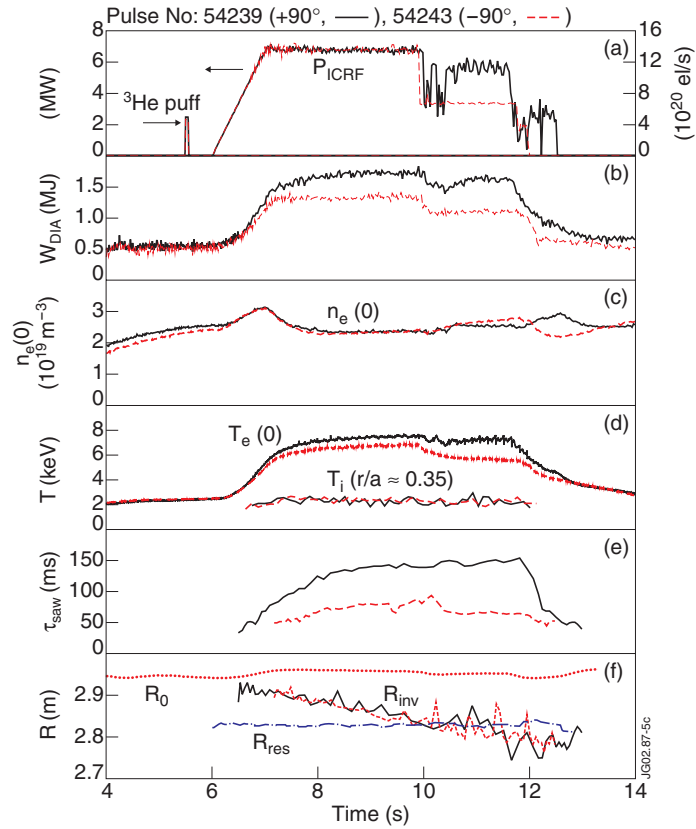 Pulse No: 54239 (+90°, ), 54243 (−90°, )
8
6
4
2
0
(MW)
³He puff
P_ICRF
(a)
16
12
8
4
0
(10²⁰ el/s)
1.5
1.0
0.5
0
W_DIA (MJ)
(b)
3
2
1
0
n_e(0)
(10¹⁹ m⁻³)
n_e (0)
(c)
8
6
4
2
0
T (keV)
T_e (0)
T_i (r/a ≈ 0.35)
(d)
150
100
50
0
τ_saw (ms)
(e)
2.9
2.8
2.7
R (m)
R_0
R_inv
R_res
(f)
JG02.87-5c
4 6 8 10 12 14
Time (s)